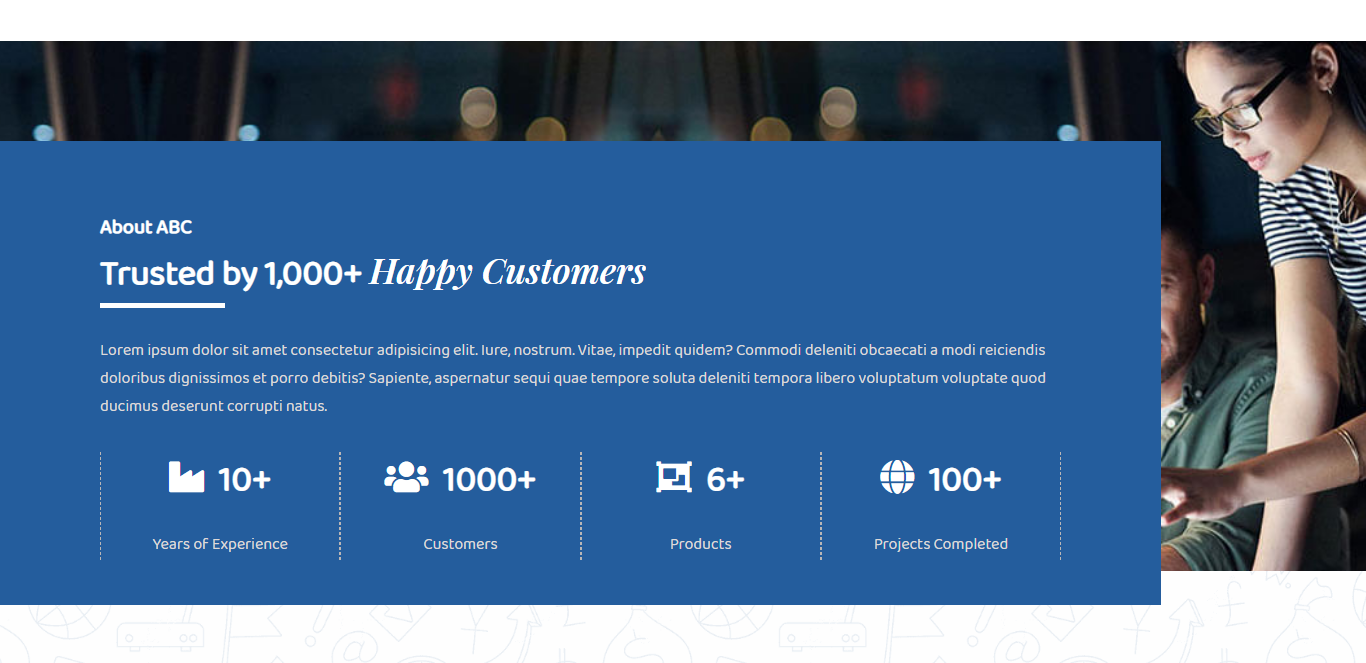 About ABC
Trusted by 1,000+ Happy Customers
Lorem ipsum dolor sit amet consectetur adipisicing elit. Iure, nostrum. Vitae, impedit quidem? Commodi deleniti obcaecati a modi reiciendis
doloribus dignissimos et porro debitis? Sapiente, aspernatur sequi quae tempore soluta deleniti tempora libero voluptatum voluptate quod
ducimus deserunt corrupti natus.
10+ 1000+ 6+ 100+
Years of Experience Customers Products Projects Completed